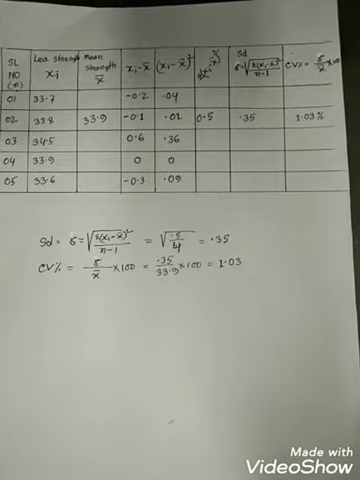 SL NO (n) Lea Strength xi Mean Strength x̄ xi-x̄ (xi-x̄)² Sd δ=√Σ(xi-x̄)²/n-1 CV%= δ/x̄ ×100
01 33.7 -0.2 .04
02 33.8 33.9 -0.1 .01 0.5 .35 1.03%
03 34.5 0.6 .36
04 33.9 0 0
05 33.6 -0.3 .09
Sd = δ = √Σ(xi-x̄)²/n-1 = √.5/4 = .35
CV% = δ/x̄ ×100 = .35/33.9 ×100 = 1.03
Made with
VideoShow